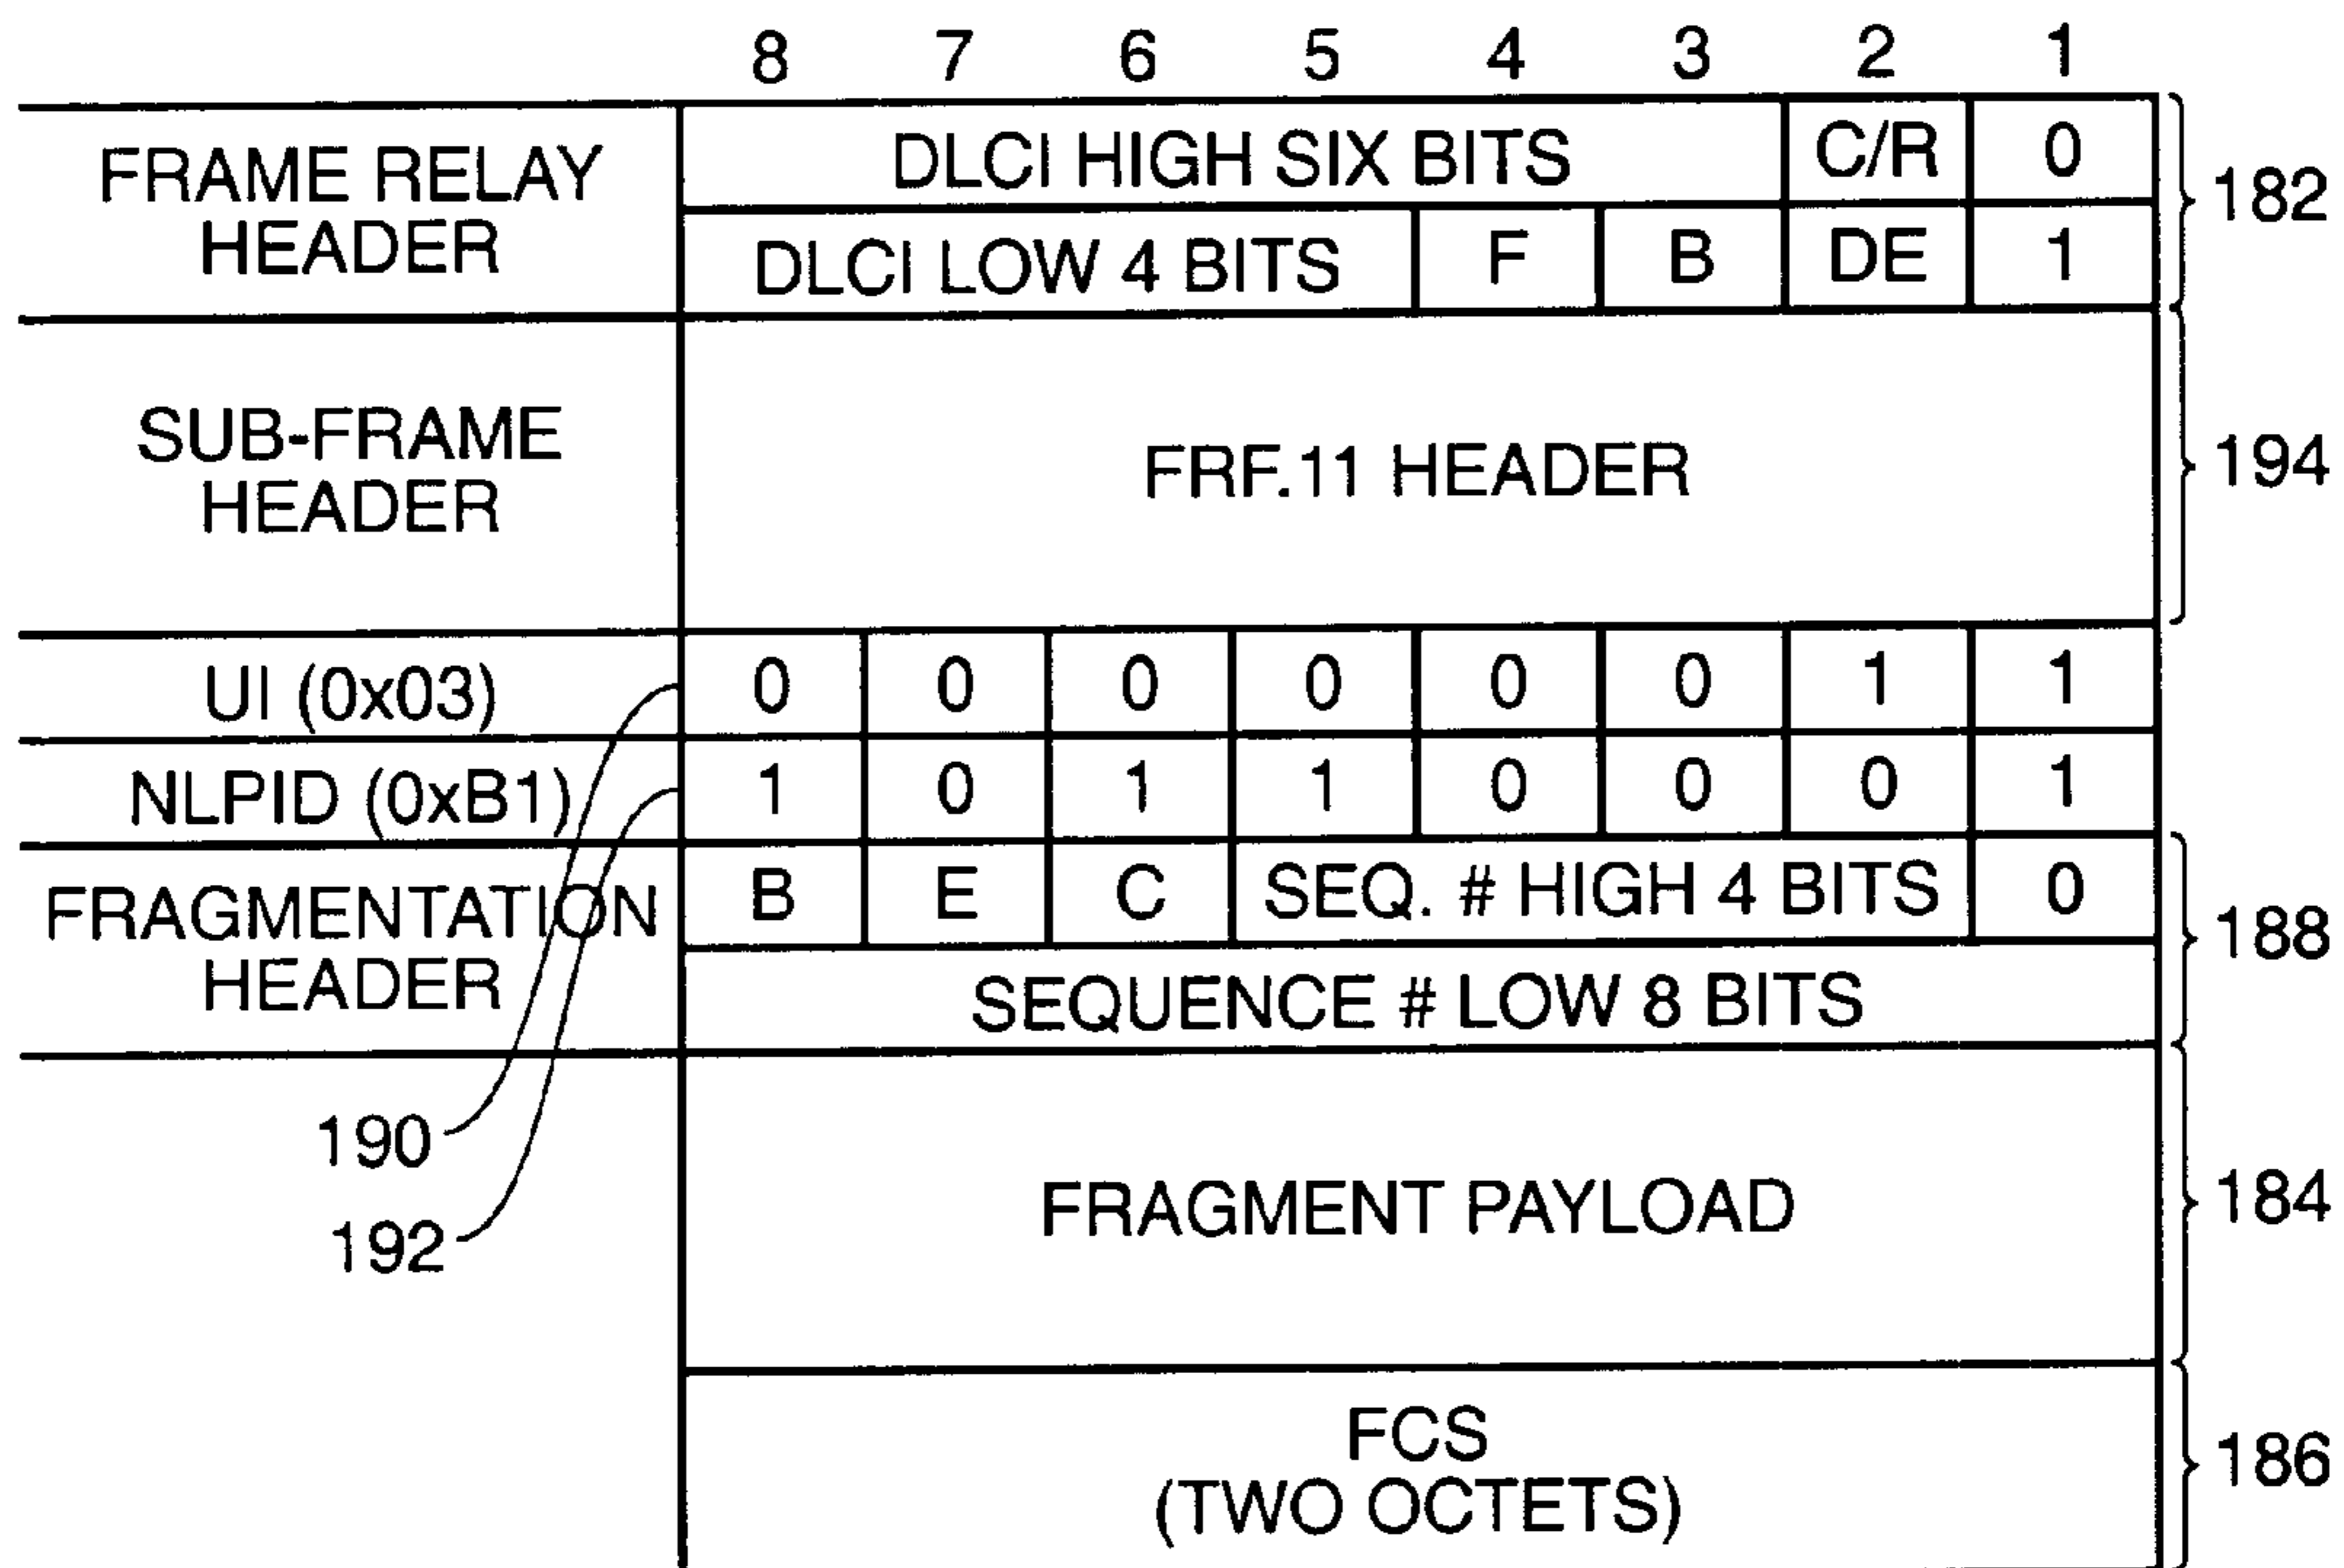 8 7 6 5 4 3 2 1
FRAME RELAY
HEADER
DLCI HIGH SIX BITS C/R 0
DLCI LOW 4 BITS F B DE 1
182
SUB-FRAME
HEADER
FRF.11 HEADER
194
UI (0x03) 0 0 0 0 0 0 1 1
NLPID (0xB1) 1 0 1 1 0 0 0 1
FRAGMENTATION
HEADER
B E C SEQ. # HIGH 4 BITS 0
SEQUENCE # LOW 8 BITS
188
190
192
FRAGMENT PAYLOAD
184
FCS
(TWO OCTETS)
186